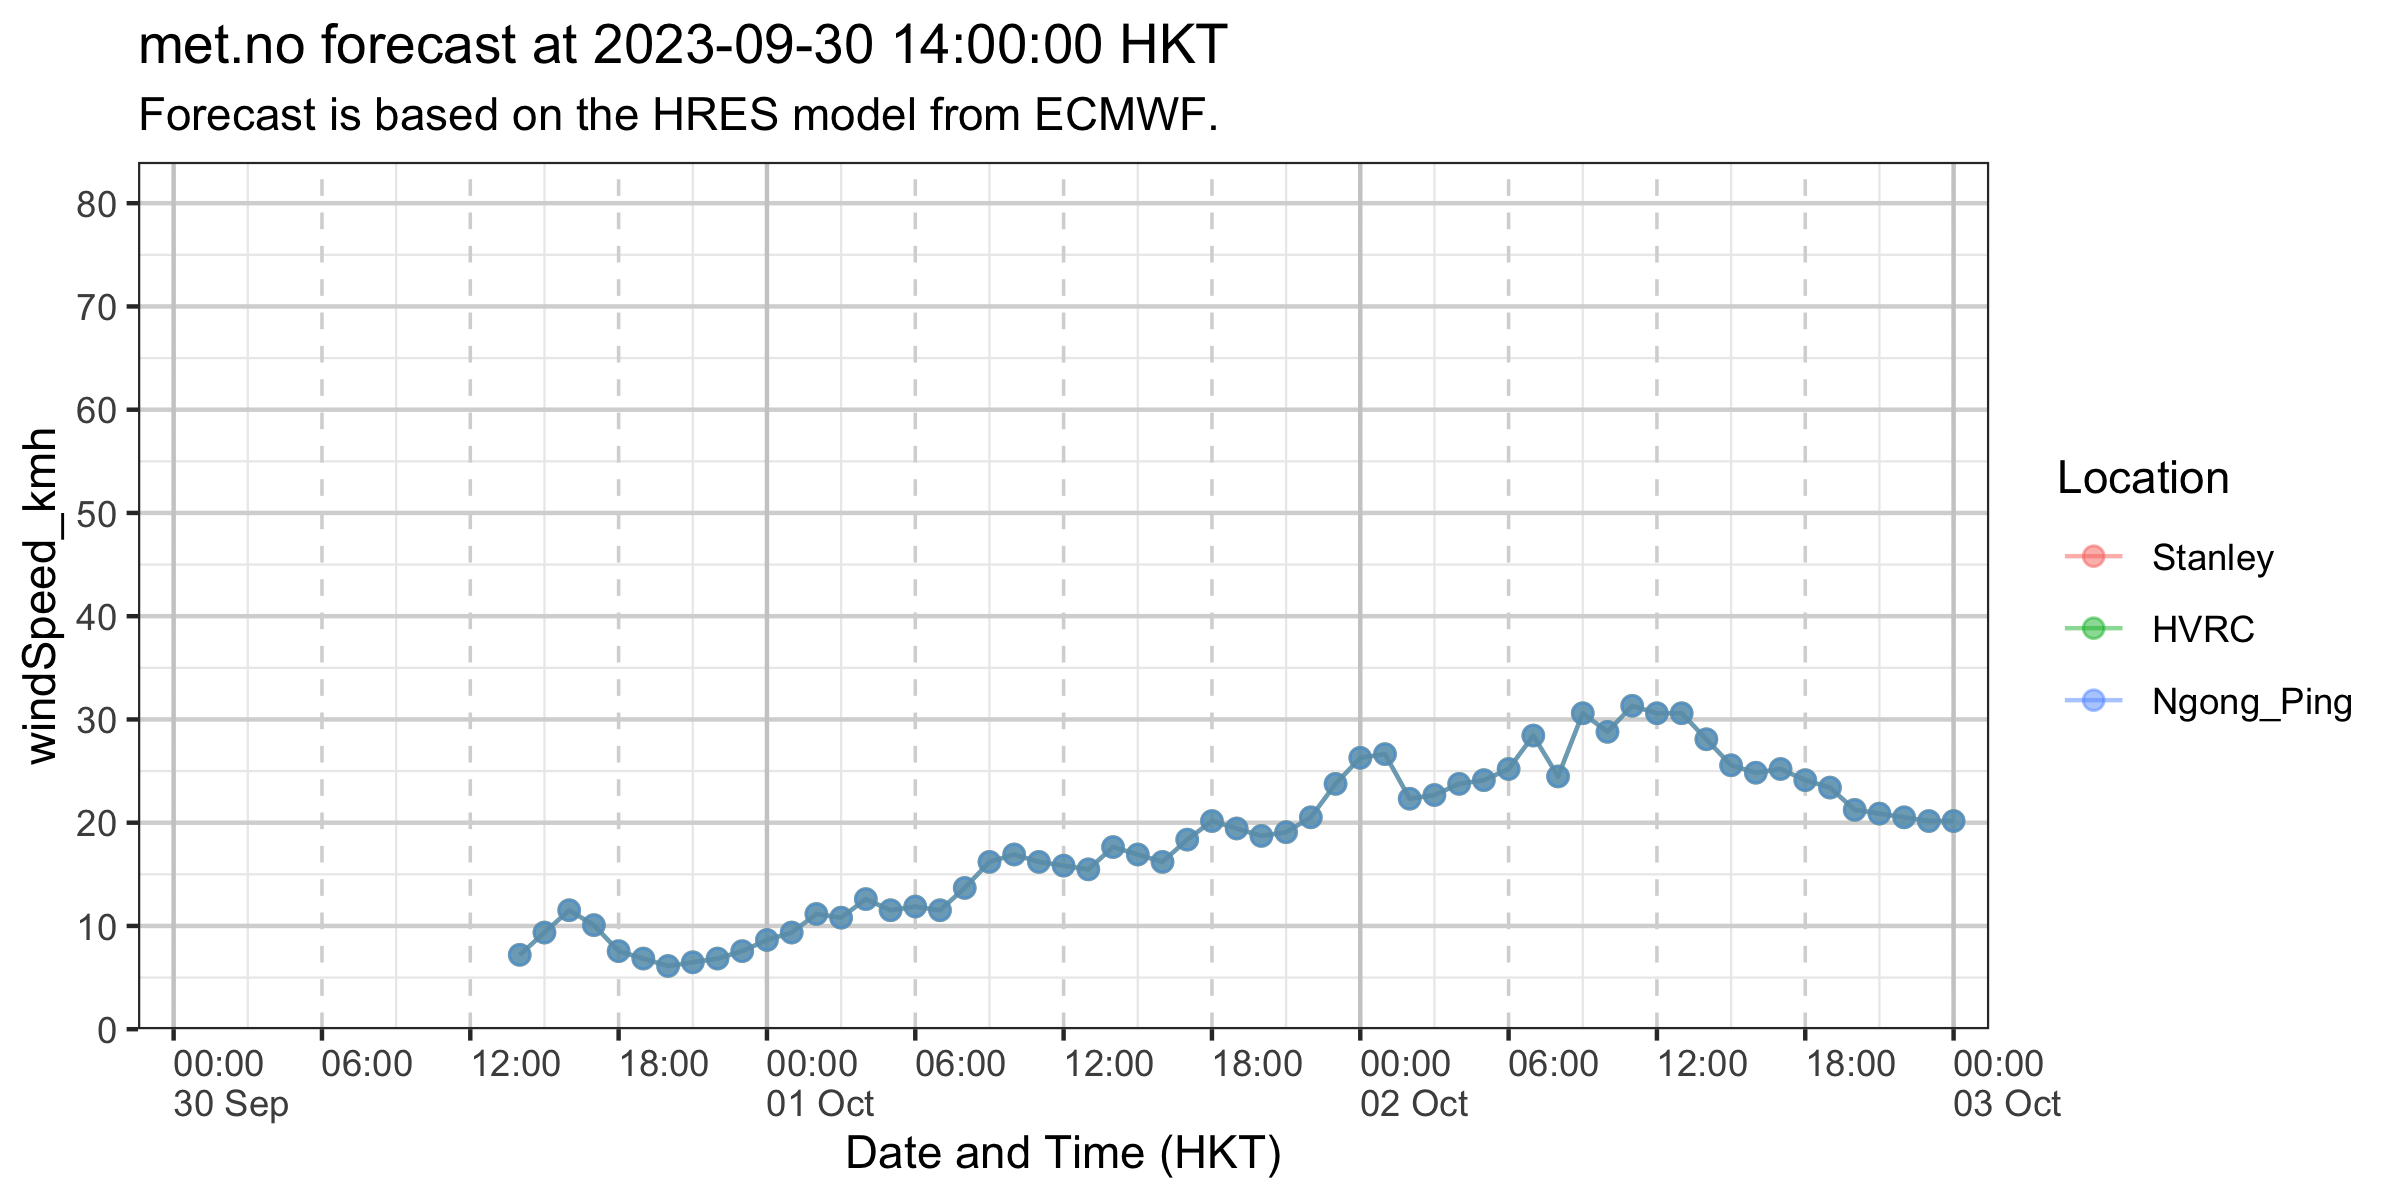 met.no forecast at 2023-09-30 14:00:00 HKT
Forecast is based on the HRES model from ECMWF.
windSpeed_kmh
80
70
60
50
40
30
20
10
0
00:00 06:00 12:00 18:00 00:00 06:00 12:00 18:00 00:00 06:00 12:00 18:00 00:00
30 Sep 01 Oct 02 Oct 03 Oct
Date and Time (HKT)
Location
Stanley
HVRC
Ngong_Ping